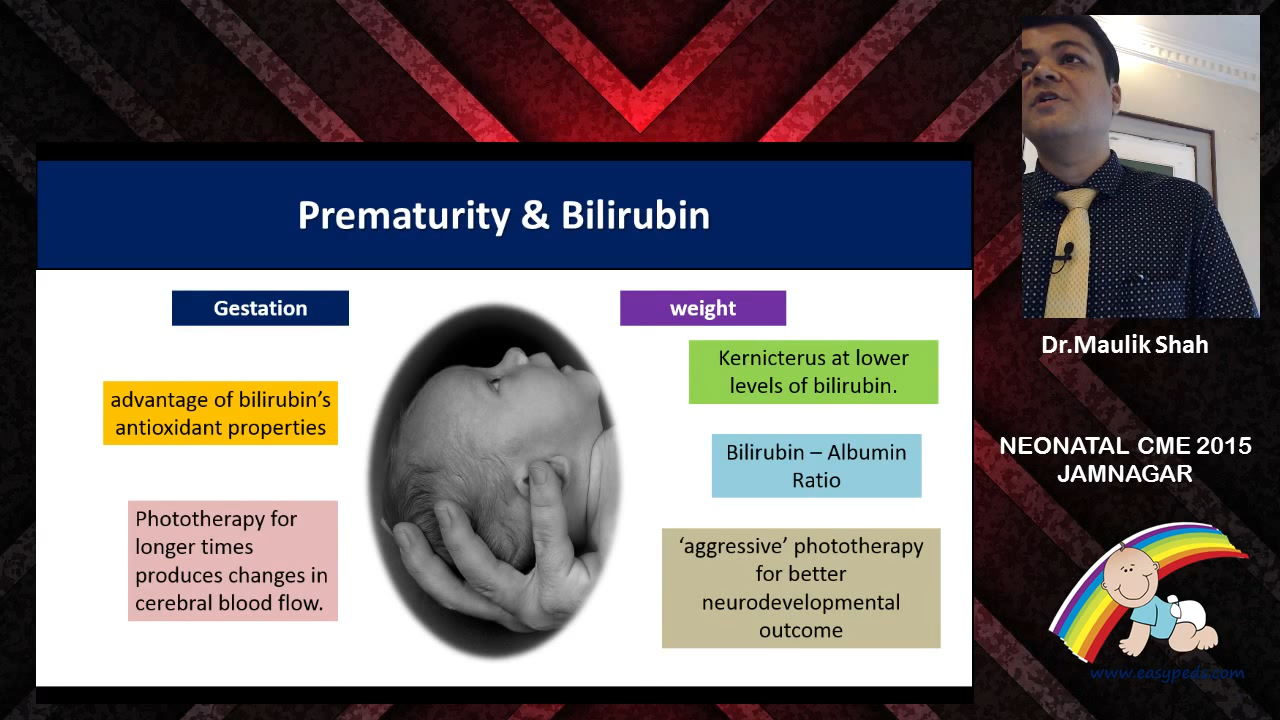 Prematurity & Bilirubin
Gestation
weight
advantage of bilirubin’s
antioxidant properties
Phototherapy for
longer times
produces changes in
cerebral blood flow.
Kernicterus at lower
levels of bilirubin.
Bilirubin – Albumin
Ratio
‘aggressive’ phototherapy
for better
neurodevelopmental
outcome
Dr.Maulik Shah
NEONATAL CME 2015
JAMNAGAR
www.easypeds.com